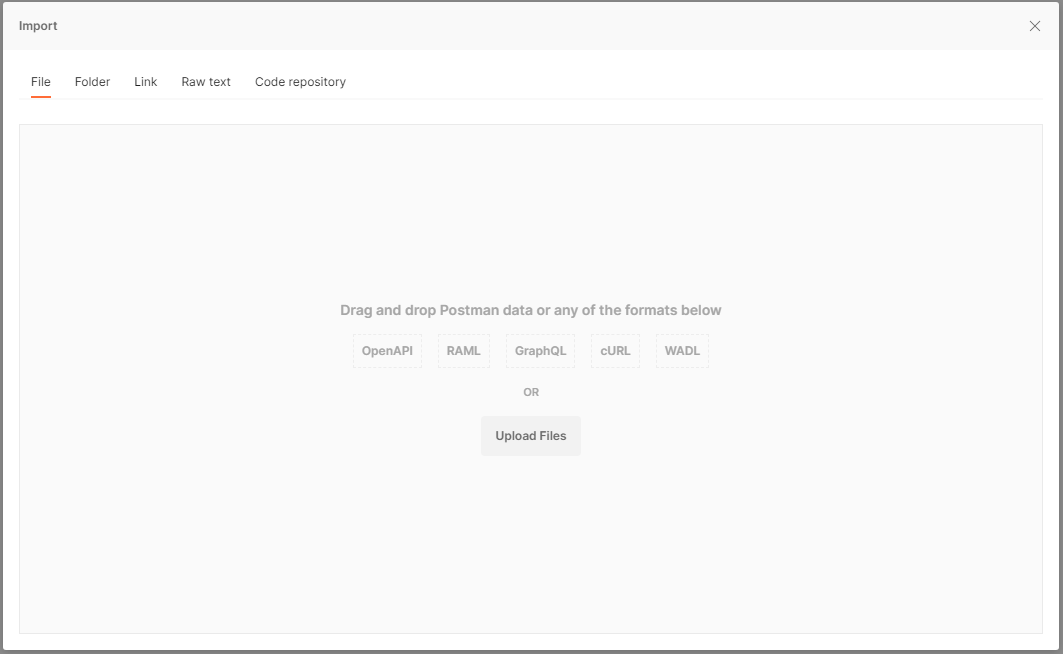 Import
File Folder Link Raw text Code repository
Drag and drop Postman data or any of the formats below
OpenAPI RAML GraphQL cURL WADL
OR
Upload Files